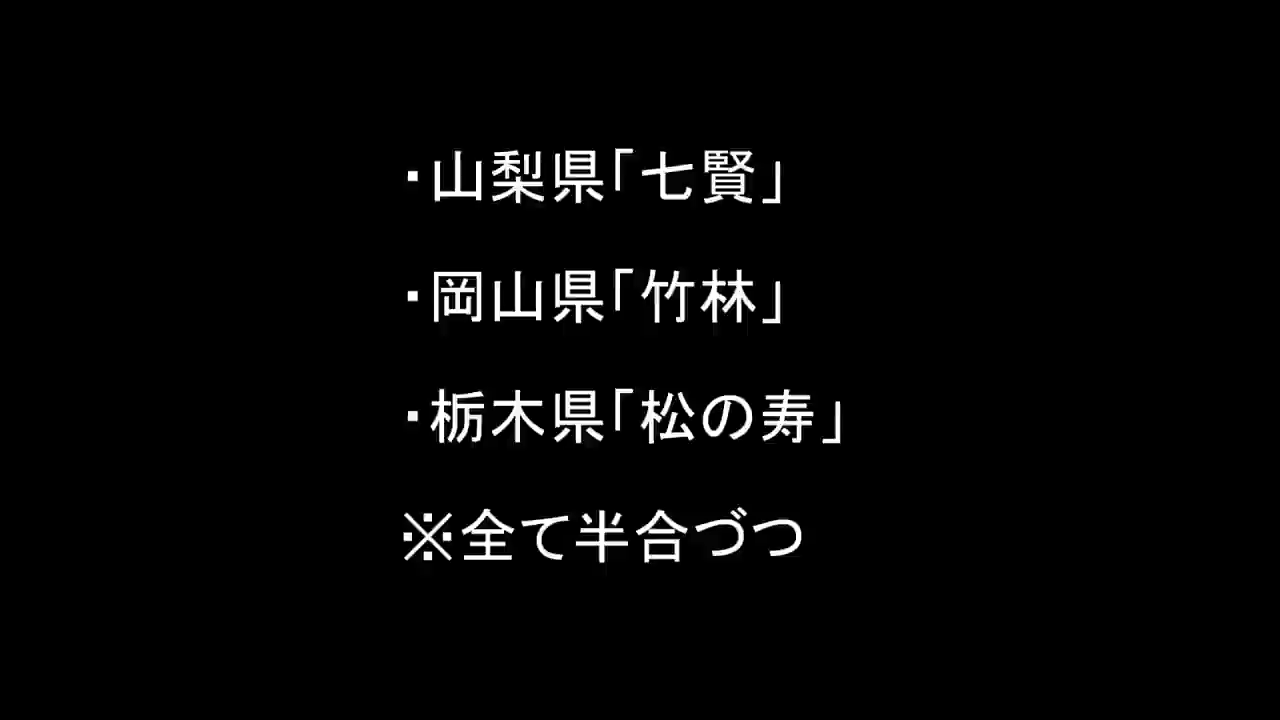 ・山梨県「七賢」
・岡山県「竹林」
・栃木県「松の寿」
※全て半合づつ